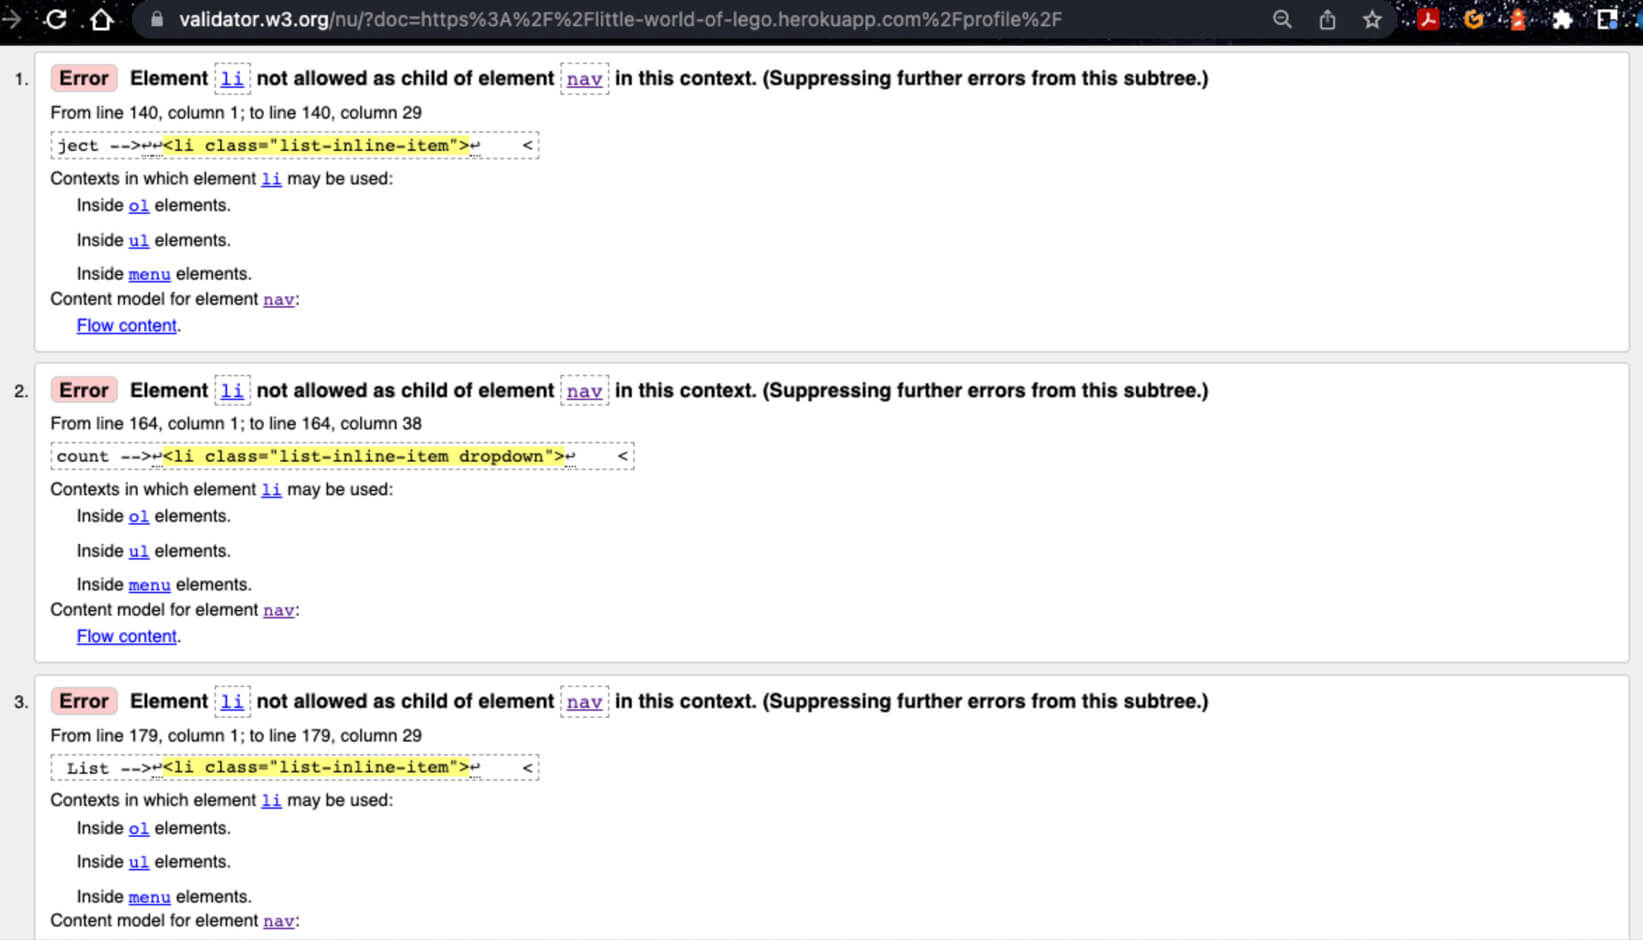 validator.w3.org/nu/?doc=https%3A%2F%2Flittle-world-of-lego.herokuapp.com%2Fprofile%2F
1. Error Element li not allowed as child of element nav in this context. (Suppressing further errors from this subtree.)
From line 140, column 1; to line 140, column 29
ject -->↩↩<li class="list-inline-item">↩ <
Contexts in which element li may be used:
Inside ol elements.
Inside ul elements.
Inside menu elements.
Content model for element nav:
Flow content.
2. Error Element li not allowed as child of element nav in this context. (Suppressing further errors from this subtree.)
From line 164, column 1; to line 164, column 38
count -->↩<li class="list-inline-item dropdown">↩ <
Contexts in which element li may be used:
Inside ol elements.
Inside ul elements.
Inside menu elements.
Content model for element nav:
Flow content.
3. Error Element li not allowed as child of element nav in this context. (Suppressing further errors from this subtree.)
From line 179, column 1; to line 179, column 29
List -->↩<li class="list-inline-item">↩ <
Contexts in which element li may be used:
Inside ol elements.
Inside ul elements.
Inside menu elements.
Content model for element nav: